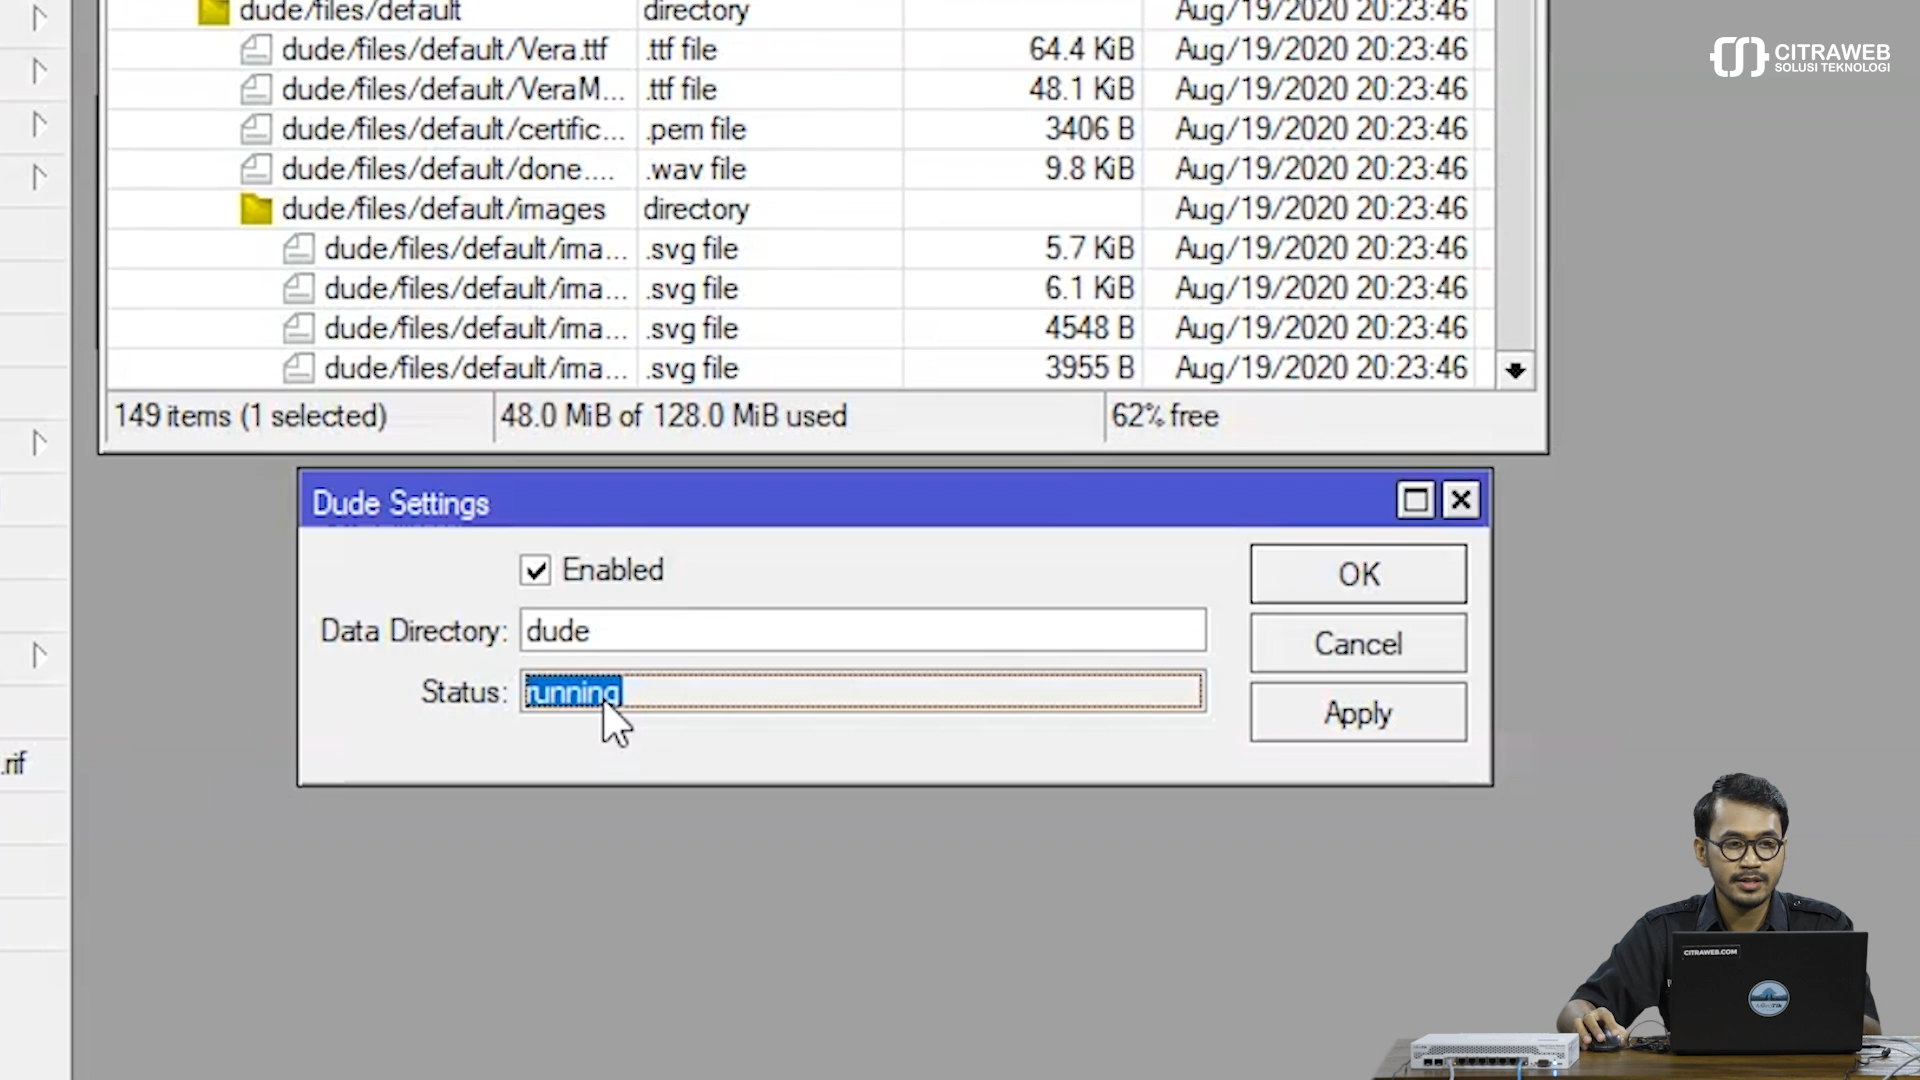 dude/files/default directory Aug/19/2020 20:23:46
dude/files/default/Vera.ttf .ttf file 64.4 KiB Aug/19/2020 20:23:46
dude/files/default/VeraM... .ttf file 48.1 KiB Aug/19/2020 20:23:46
dude/files/default/certific... .pem file 3406 B Aug/19/2020 20:23:46
dude/files/default/done.... .wav file 9.8 KiB Aug/19/2020 20:23:46
dude/files/default/images directory Aug/19/2020 20:23:46
dude/files/default/ima... .svg file 5.7 KiB Aug/19/2020 20:23:46
dude/files/default/ima... .svg file 6.1 KiB Aug/19/2020 20:23:46
dude/files/default/ima... .svg file 4548 B Aug/19/2020 20:23:46
dude/files/default/ima... .svg file 3955 B Aug/19/2020 20:23:46
149 items (1 selected) 48.0 MiB of 128.0 MiB used 62% free
CITRAWEB
SOLUSI TEKNOLOGI
Dude Settings
Enabled
Data Directory: dude
Status: running
OK
Cancel
Apply
.rif
CITRAWEB.COM
MikroTik